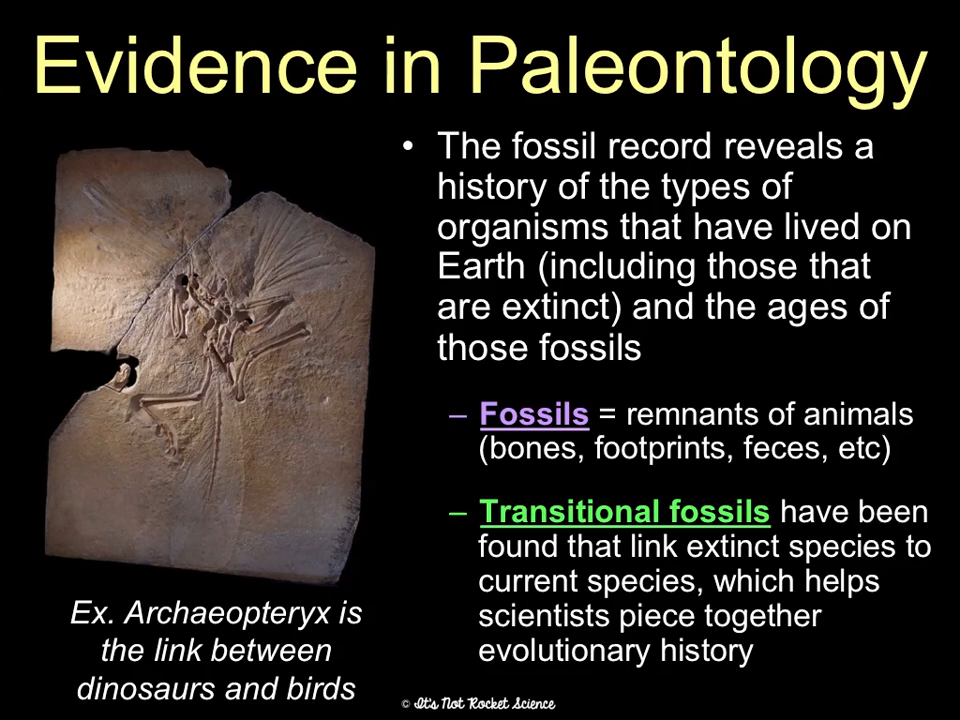 Evidence in Paleontology
• The fossil record reveals a
history of the types of
organisms that have lived on
Earth (including those that
are extinct) and the ages of
those fossils
– Fossils = remnants of animals
(bones, footprints, feces, etc)
– Transitional fossils have been
found that link extinct species to
current species, which helps
scientists piece together
evolutionary history
Ex. Archaeopteryx is
the link between
dinosaurs and birds
© It's Not Rocket Science